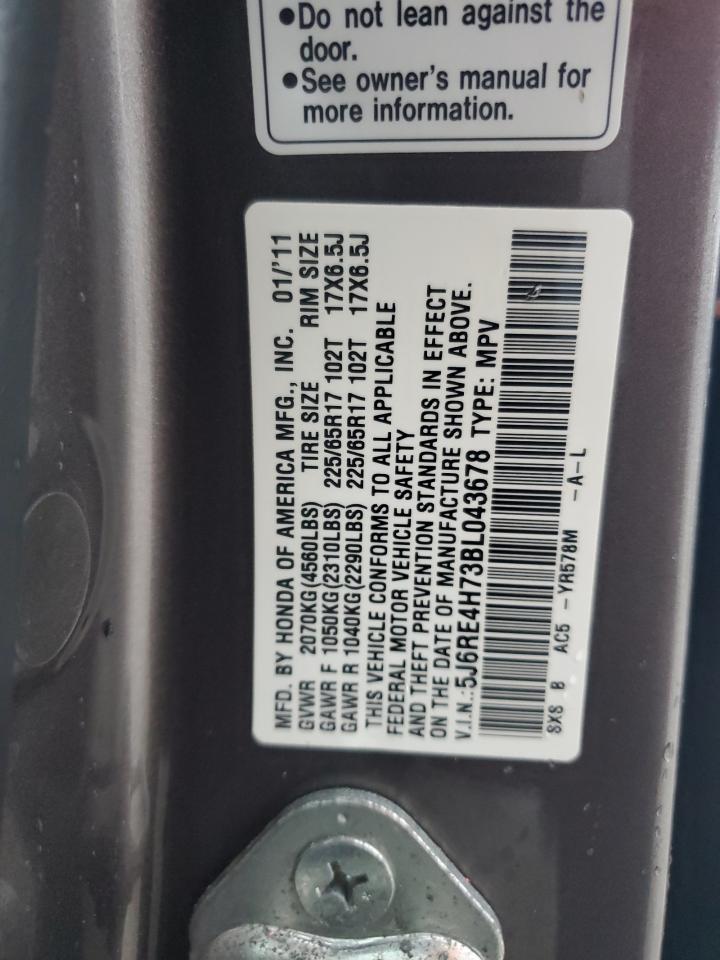 ●Do not lean against the
door.
●See owner's manual for
more information.
MFD. BY HONDA OF AMERICA MFG., INC. 01/'11
GVWR 2070KG(4560LBS) TIRE SIZE RIM SIZE
GAWR F 1050KG(2310LBS) 225/65R17 102T 17X6.5J
GAWR R 1040KG(2290LBS) 225/65R17 102T 17X6.5J
THIS VEHICLE CONFORMS TO ALL APPLICABLE
FEDERAL MOTOR VEHICLE SAFETY
AND THEFT PREVENTION STANDARDS IN EFFECT
ON THE DATE OF MANUFACTURE SHOWN ABOVE.
V.I.N.:5J6RE4H73BL043678 TYPE: MPV
SXS B AC5 -YR578M -A-L